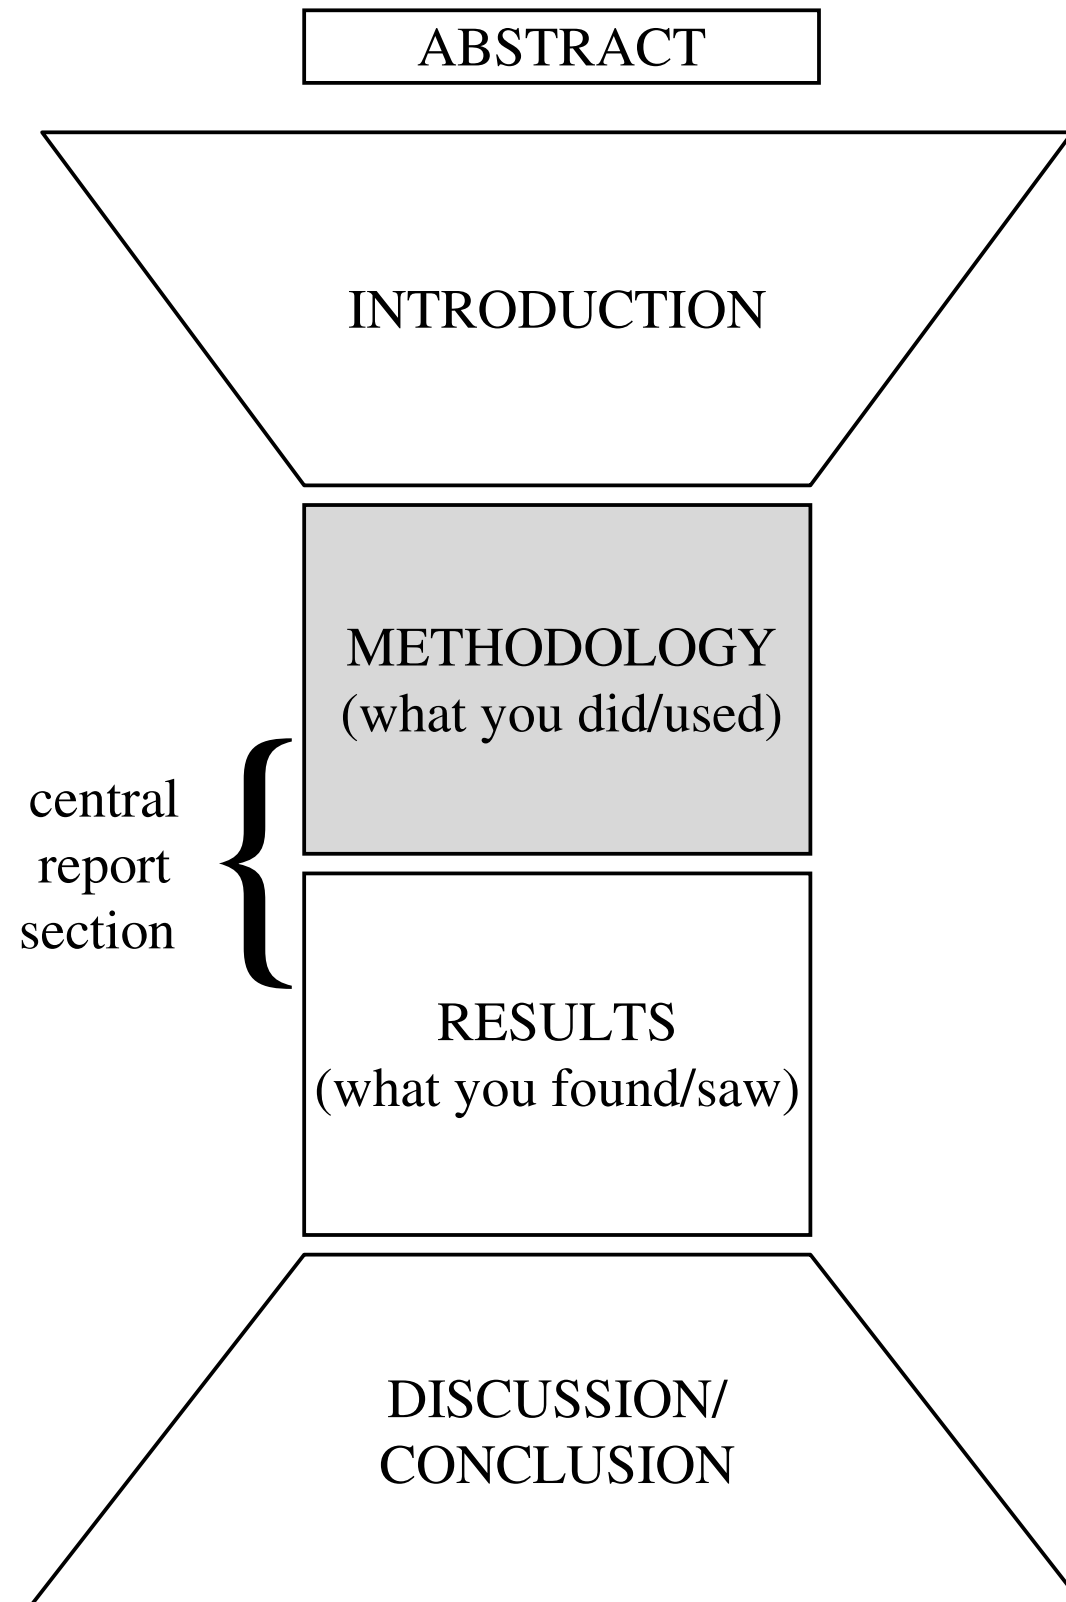 ABSTRACT
INTRODUCTION
METHODOLOGY
(what you did/used)
central
report
section
RESULTS
(what you found/saw)
DISCUSSION/
CONCLUSION